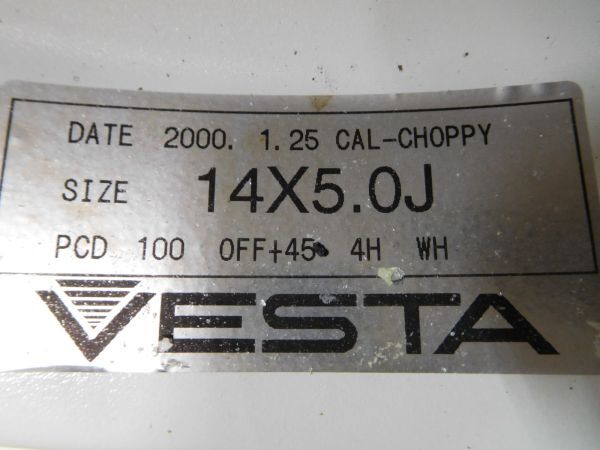 DATE 2000. 1.25 CAL-CHOPPY
SIZE 14X5.0J
PCD 100 OFF+45 4H WH
VESTA